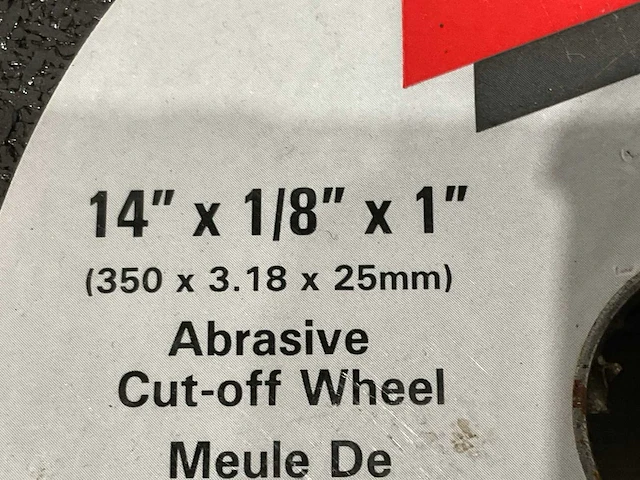 14" x 1/8" x 1"
(350 x 3.18 x 25mm)
Abrasive
Cut-off Wheel
Meule De